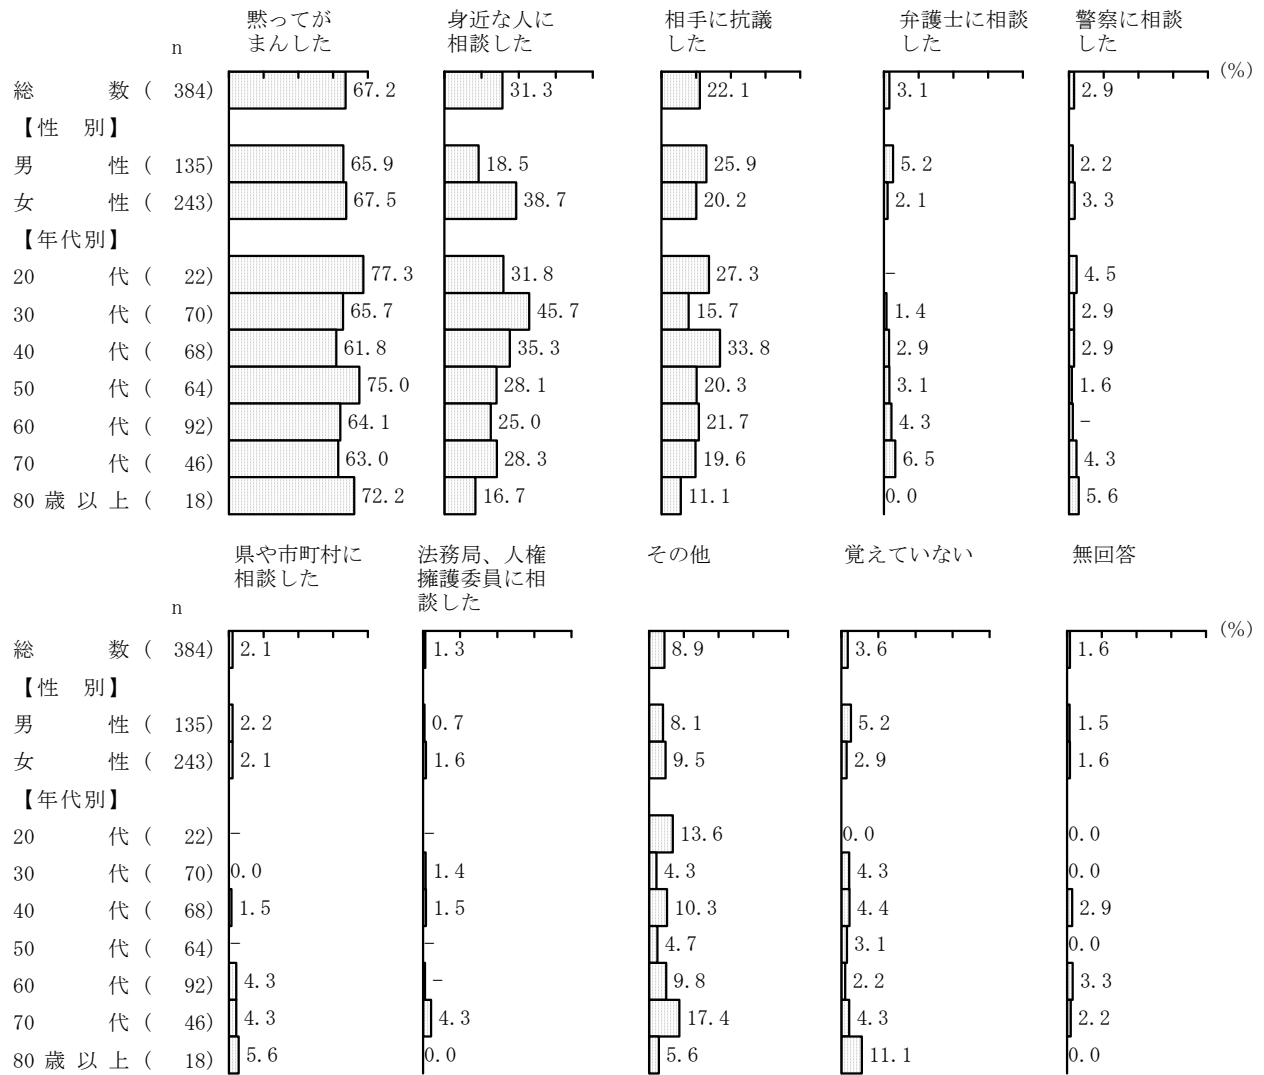 黙ってが 身近な人に 相手に抗議 弁護士に相談 警察に相談
n まんした 相談した した した した
(%)
総 数 ( 384) 67.2 31.3 22.1 3.1 2.9
【性 別】
男 性 ( 135) 65.9 18.5 25.9 5.2 2.2
女 性 ( 243) 67.5 38.7 20.2 2.1 3.3
【年代別】
20 代 ( 22) 77.3 31.8 27.3 - 4.5
30 代 ( 70) 65.7 45.7 15.7 1.4 2.9
40 代 ( 68) 61.8 35.3 33.8 2.9 2.9
50 代 ( 64) 75.0 28.1 20.3 3.1 1.6
60 代 ( 92) 64.1 25.0 21.7 4.3 -
70 代 ( 46) 63.0 28.3 19.6 6.5 4.3
80 歳 以 上 ( 18) 72.2 16.7 11.1 0.0 5.6
県や市町村に 法務局、人権 その他 覚えていない 無回答
相談した 擁護委員に相
n 談した
(%)
総 数 ( 384) 2.1 1.3 8.9 3.6 1.6
【性 別】
男 性 ( 135) 2.2 0.7 8.1 5.2 1.5
女 性 ( 243) 2.1 1.6 9.5 2.9 1.6
【年代別】
20 代 ( 22) - - 13.6 0.0 0.0
30 代 ( 70) 0.0 1.4 4.3 4.3 0.0
40 代 ( 68) 1.5 1.5 10.3 4.4 2.9
50 代 ( 64) - - 4.7 3.1 0.0
60 代 ( 92) 4.3 - 9.8 2.2 3.3
70 代 ( 46) 4.3 4.3 17.4 4.3 2.2
80 歳 以 上 ( 18) 5.6 0.0 5.6 11.1 0.0